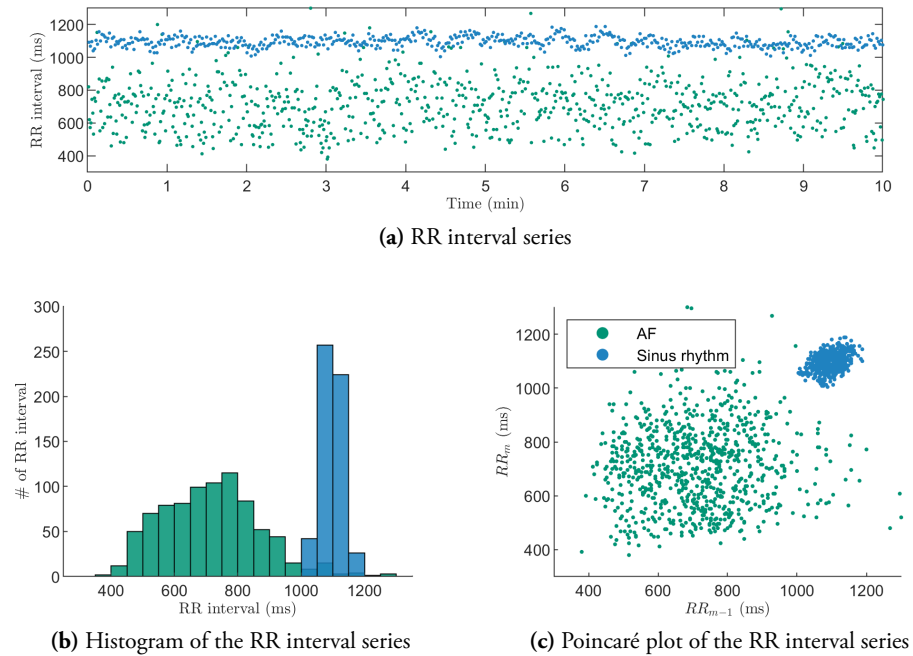 1200
1000
800
600
400
RR interval (ms)
0 1 2 3 4 5 6 7 8 9 10
Time (min)
(a) RR interval series
300
250
200
150
100
50
0
# of RR interval
400 600 800 1000 1200
RR interval (ms)
(b) Histogram of the RR interval series
AF
Sinus rhythm
1200
1000
800
600
400
RRm (ms)
400 600 800 1000 1200
RRm−1 (ms)
(c) Poincaré plot of the RR interval series